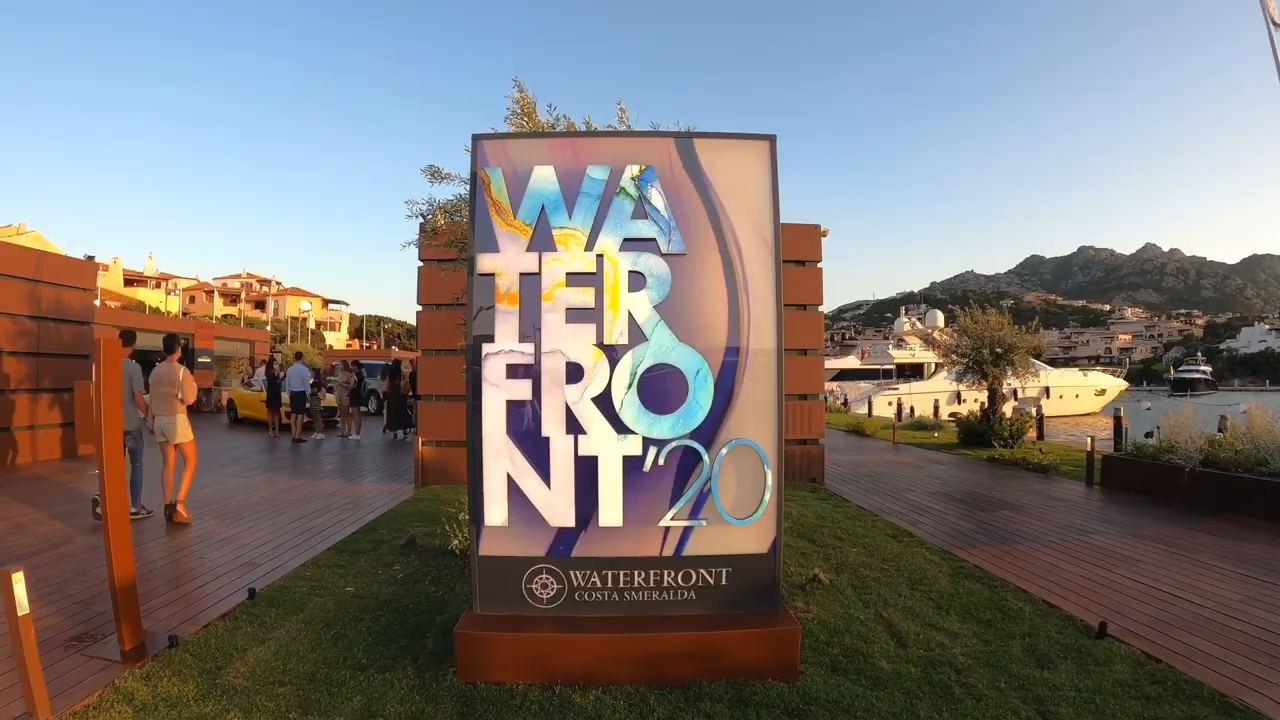 WA
TER
FRO
NT'20
WATERFRONT
COSTA SMERALDA